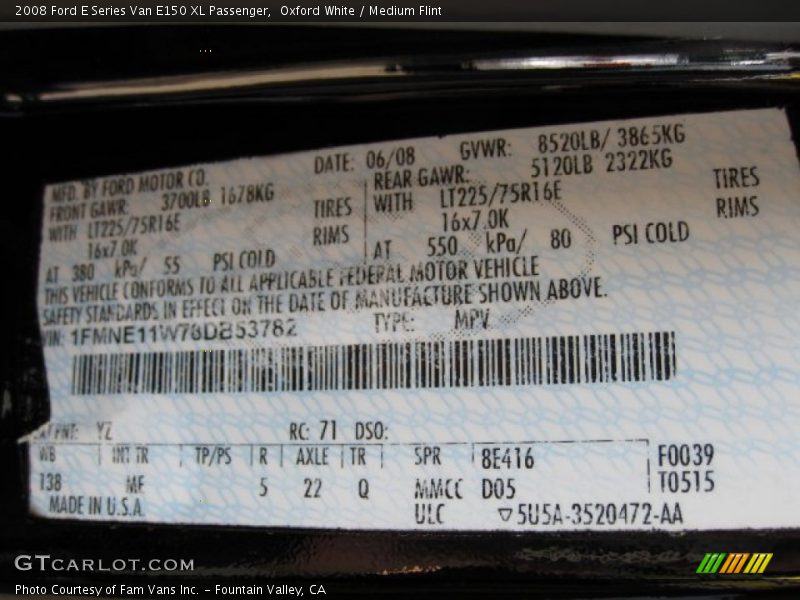 2008 Ford E Series Van E150 XL Passenger,  Oxford White / Medium Flint
MFD. BY FORD MOTOR CO.
DATE: 06/08
GVWR: 8520LB/ 3865KG
FRONT GAWR: 3700LB 1678KG
REAR GAWR: 5120LB 2322KG
WITH LT225/75R16E TIRES
WITH LT225/75R16E TIRES
16x7.0K RIMS
16x7.0K RIMS
AT 380 kPa/ 55 PSI COLD
AT 550 kPa/ 80 PSI COLD
THIS VEHICLE CONFORMS TO ALL APPLICABLE FEDERAL MOTOR VEHICLE
SAFETY STANDARDS IN EFFECT ON THE DATE OF MANUFACTURE SHOWN ABOVE.
VIN: 1FMNE11W78DB53782
TYPE: MPV
EXT PNT: YZ RC: 71 DSO:
WB INT TR TP/PS R AXLE TR SPR 8E416 F0039
138 ME 5 22 Q MMCC D05 T0515
MADE IN U.S.A. ULC ▽5U5A-3520472-AA
GTCARLOT.COM
Photo Courtesy of Fam Vans Inc. – Fountain Valley, CA